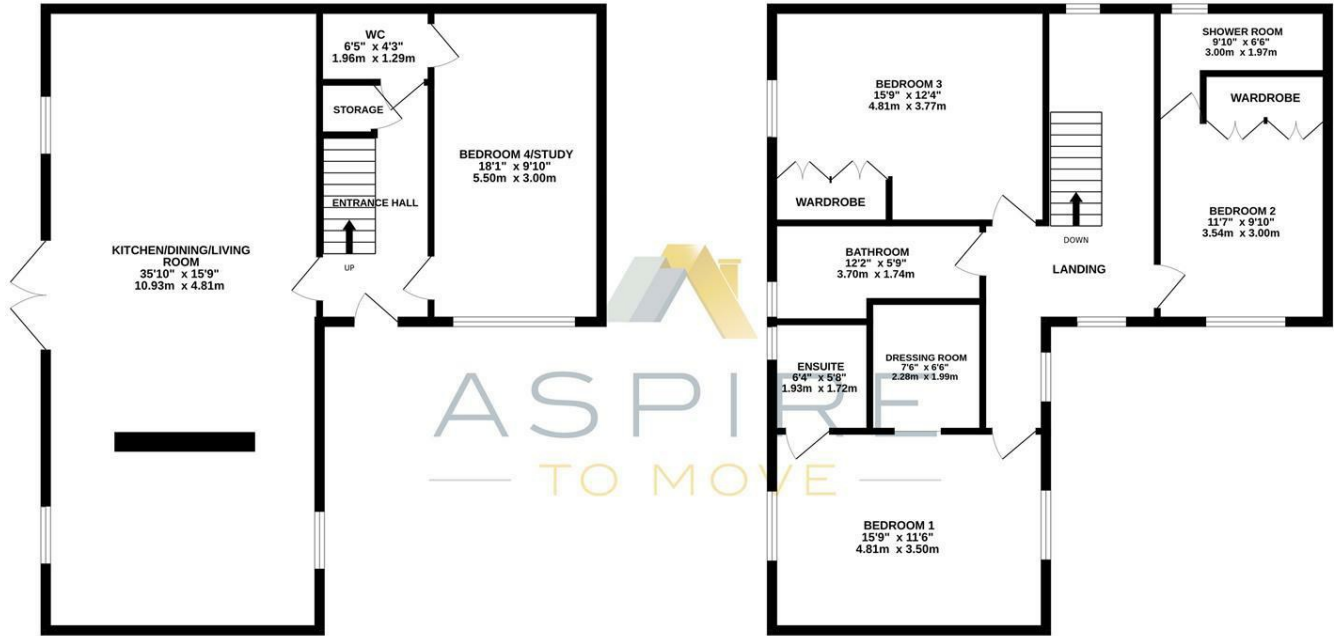 WC
6'5" x 4'3"
1.96m x 1.29m
STORAGE
BEDROOM 4/STUDY
18'1" x 9'10"
5.50m x 3.00m
ENTRANCE HALL
KITCHEN/DINING/LIVING
ROOM
35'10" x 15'9"
10.93m x 4.81m
UP
SHOWER ROOM
9'10" x 6'6"
3.00m x 1.97m
BEDROOM 3
15'9" x 12'4"
4.81m x 3.77m
WARDROBE
WARDROBE
BEDROOM 2
11'7" x 9'10"
3.54m x 3.00m
DOWN
BATHROOM
12'2" x 5'9"
3.70m x 1.74m
LANDING
ENSUITE
6'4" x 5'8"
1.93m x 1.72m
DRESSING ROOM
7'6" x 6'6"
2.28m x 1.99m
BEDROOM 1
15'9" x 11'6"
4.81m x 3.50m
ASPIRE
TO MOVE